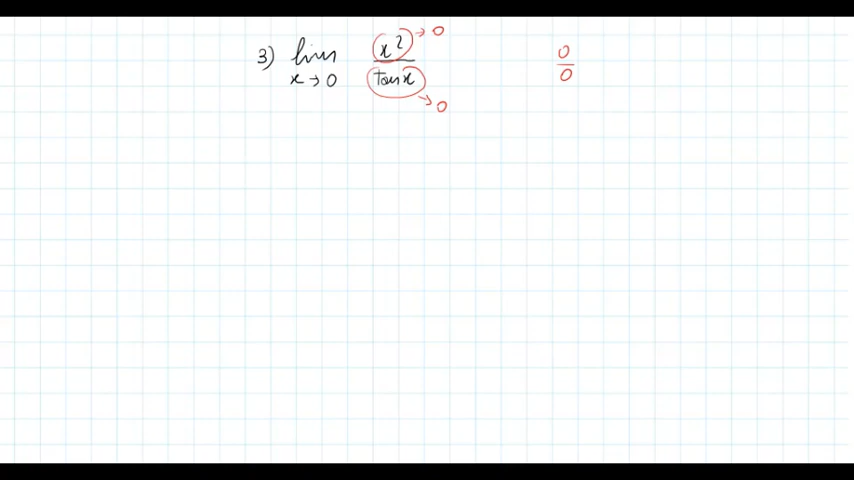 3) lim x² → 0 0
x → 0 tan x → 0 0